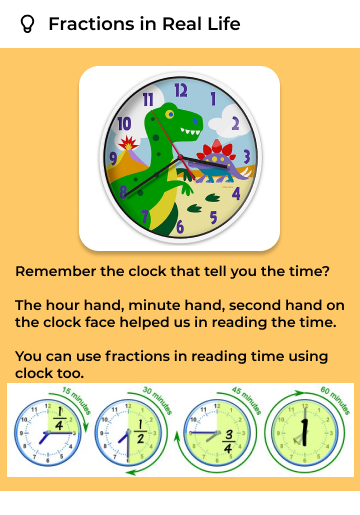 Fractions in Real Life
12
11 1
10 2
9 3
8 4
7 5
6
Remember the clock that tell you the time?
The hour hand, minute hand, second hand on
the clock face helped us in reading the time.
You can use fractions in reading time using
clock too.
15 minutes 30 minutes 45 minutes 60 minutes
1/4 1/2 3/4 1